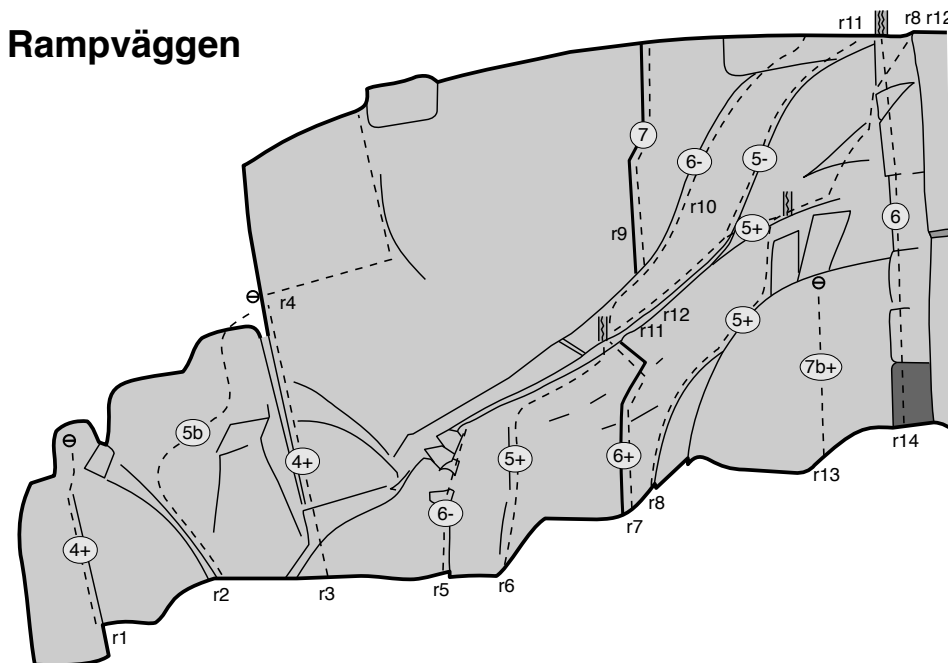 r11 r8 r12
Rampväggen
7
6-
5-
r10
6
5+
r9
r4
r12
5+
r11
7b+
5b
4+
5+
6+
r14
r13
6-
r8
r7
4+
r5
r6
r2
r3
r1